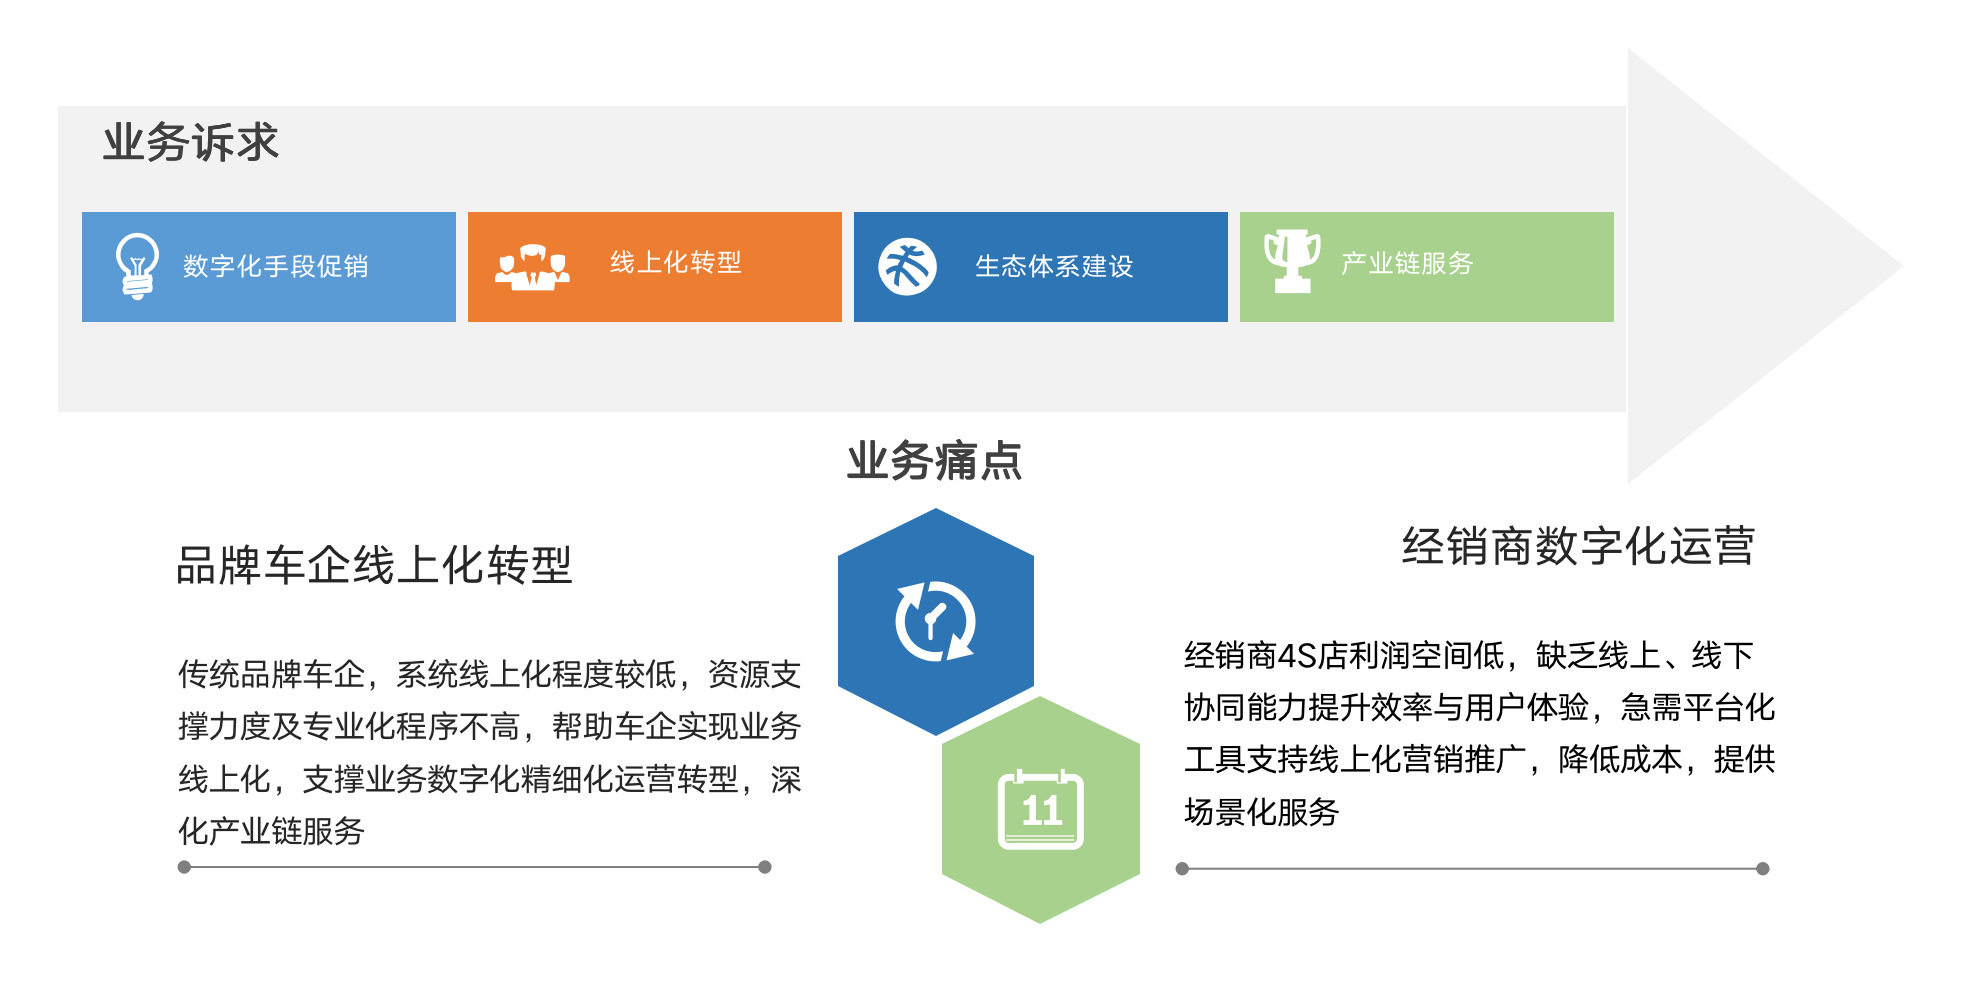 业务诉求
数字化手段促销
线上化转型
生态体系建设
产业链服务
业务痛点
品牌车企线上化转型
传统品牌车企，系统线上化程度较低，资源支
撑力度及专业化程序不高，帮助车企实现业务
线上化，支撑业务数字化精细化运营转型，深
化产业链服务
11
经销商数字化运营
经销商4S店利润空间低，缺乏线上、线下
协同能力提升效率与用户体验，急需平台化
工具支持线上化营销推广，降低成本，提供
场景化服务